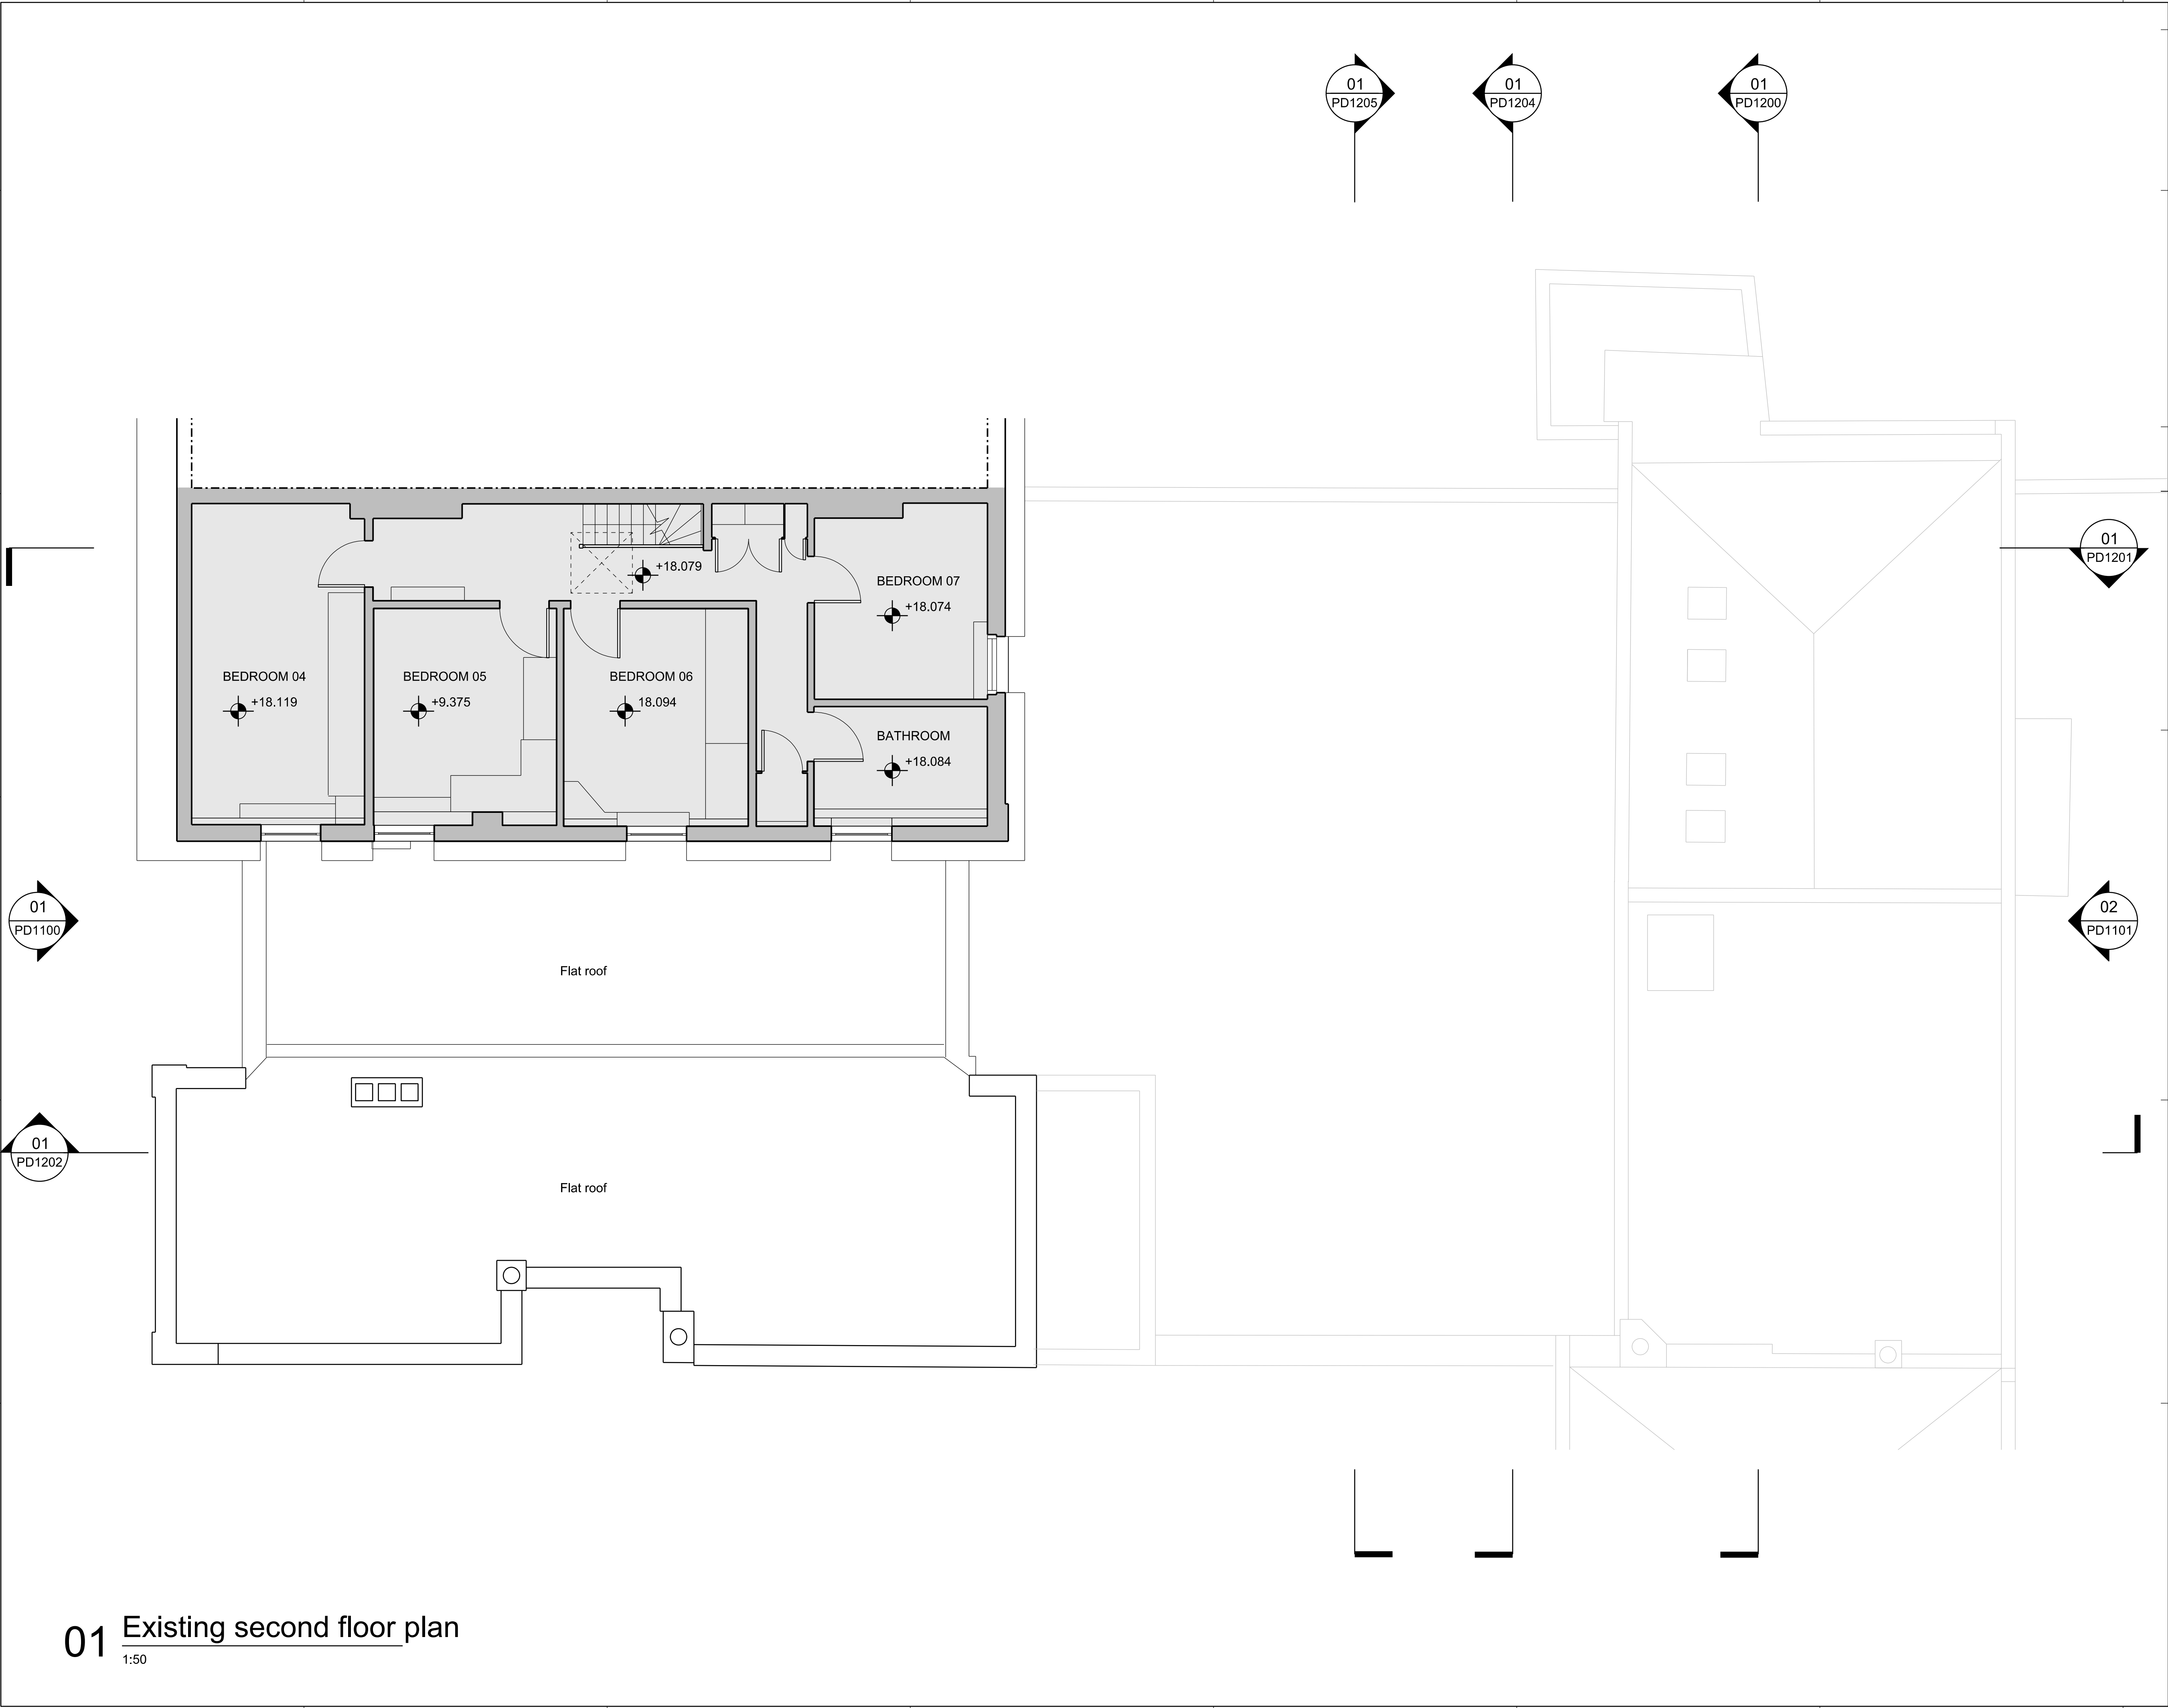 01
PD1205
01
PD1204
01
PD1200
+18.079
BEDROOM 07
+18.074
01
PD1201
BEDROOM 04
+18.119
BEDROOM 05
+9.375
BEDROOM 06
18.094
BATHROOM
+18.084
01
PD1100
02
PD1101
Flat roof
01
PD1202
Flat roof
01 Existing second floor plan
1:50